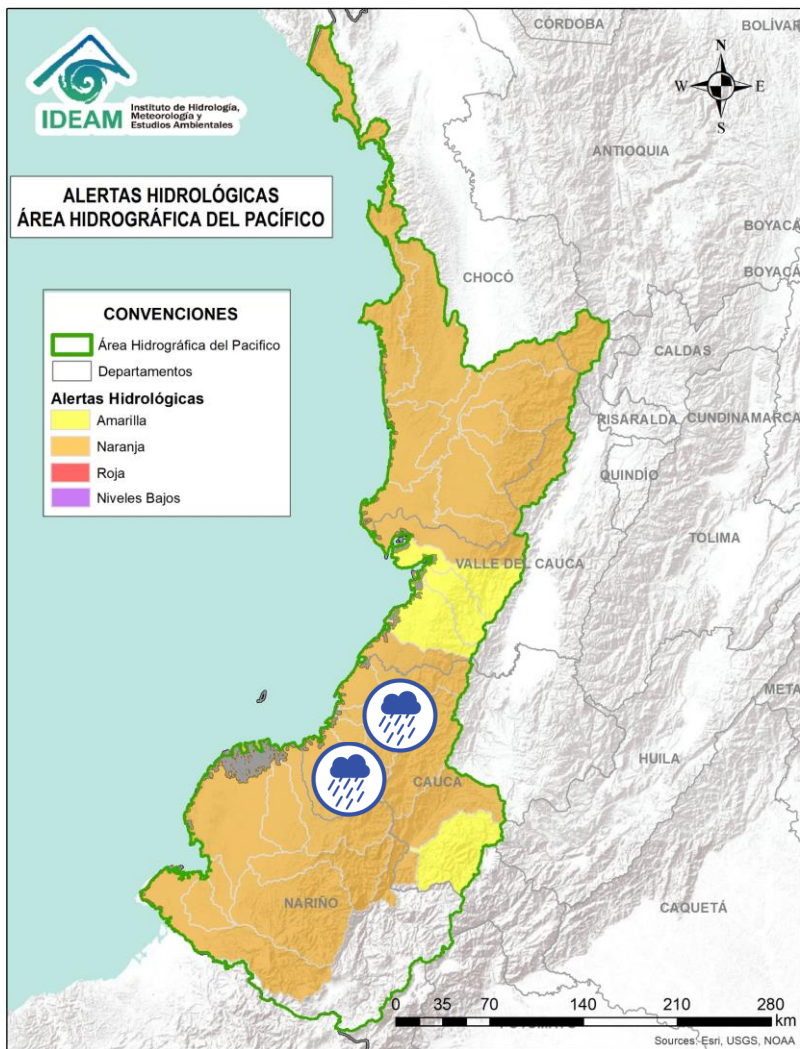 CÓRDOBA
BOLÍVAR
IDEAM
Instituto de Hidrología,
Meteorología y
Estudios Ambientales
N
W
E
S
ANTIOQUIA
ALERTAS HIDROLÓGICAS
ÁREA HIDROGRÁFICA DEL PACÍFICO
BOYACÁ
BOYACÁ
CHOCÓ
CONVENCIONES
Área Hidrográfica del Pacifico
Departamentos
Alertas Hidrológicas
Amarilla
Naranja
Roja
Niveles Bajos
CALDAS
RISARALDA
CUNDINAMARCA
QUINDÍO
TOLIMA
VALLE DEL CAUCA
META
HUILA
CAUCA
NARIÑO
CAQUETÁ
0 35 70 140 210 280
km
Sources: Esri, USGS, NOAA